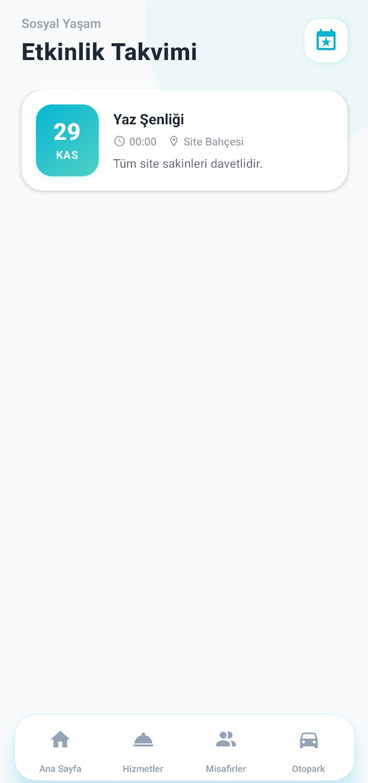 Sosyal Yaşam
Etkinlik Takvimi
29
KAS
Yaz Şenliği
00:00 Site Bahçesi
Tüm site sakinleri davetlidir.
Ana Sayfa Hizmetler Misafirler Otopark